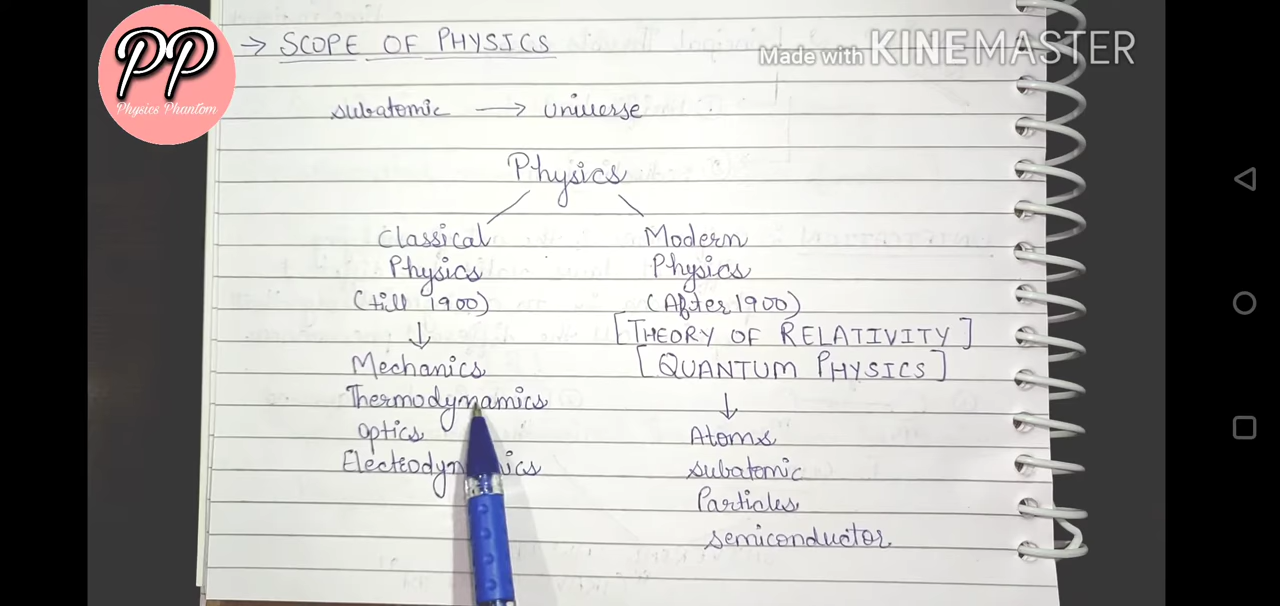 PP
Physics Phantom
→ SCOPE OF PHYSICS
Made with KINEMASTER
subatomic → universe
Physics
Classical
Physics
(till 1900)
↓
Mechanics
Thermodynamics
optics
Modern
Physics
(After 1900)
[THEORY OF RELATIVITY]
[QUANTUM PHYSICS]
↓
Atoms
subatomic
Particles
semiconductor